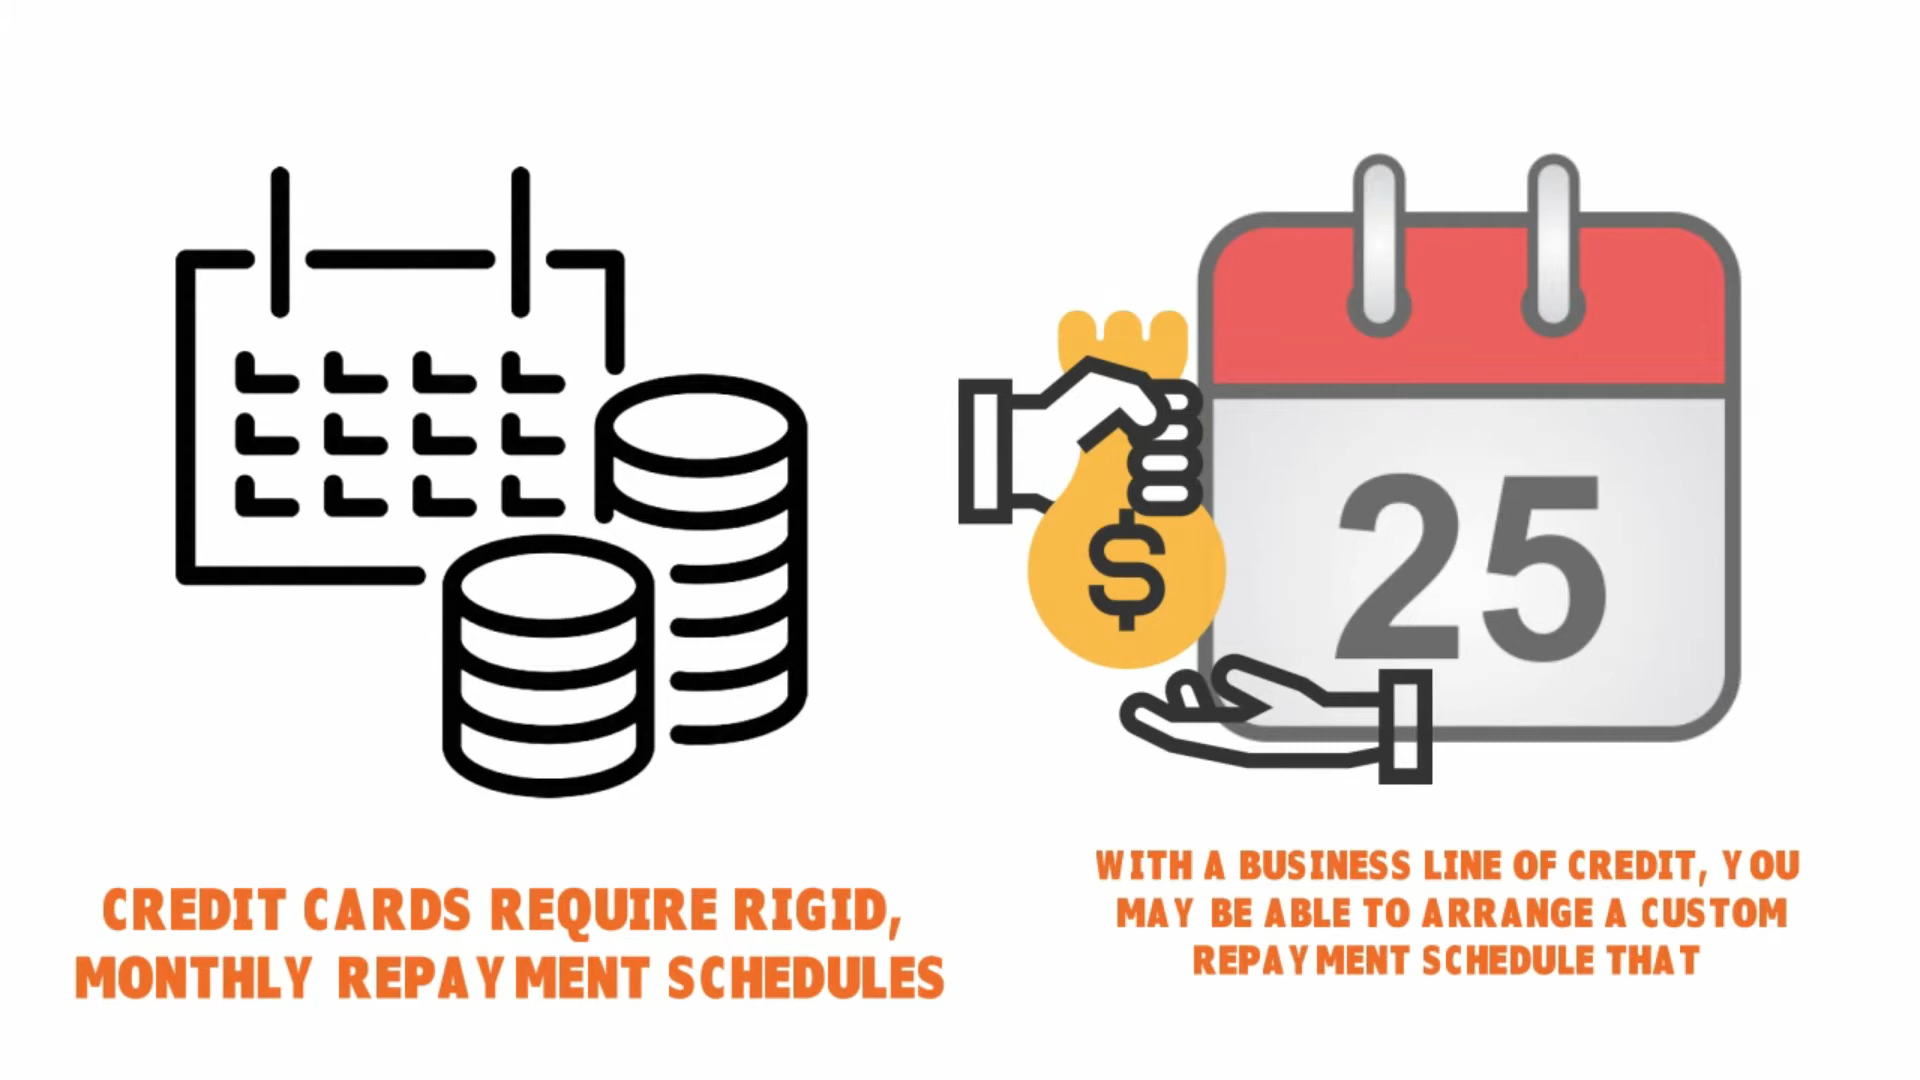 25
$
CREDIT CARDS REQUIRE RIGID,
MONTHLY REPAYMENT SCHEDULES
WITH A BUSINESS LINE OF CREDIT, YOU
MAY BE ABLE TO ARRANGE A CUSTOM
REPAYMENT SCHEDULE THAT